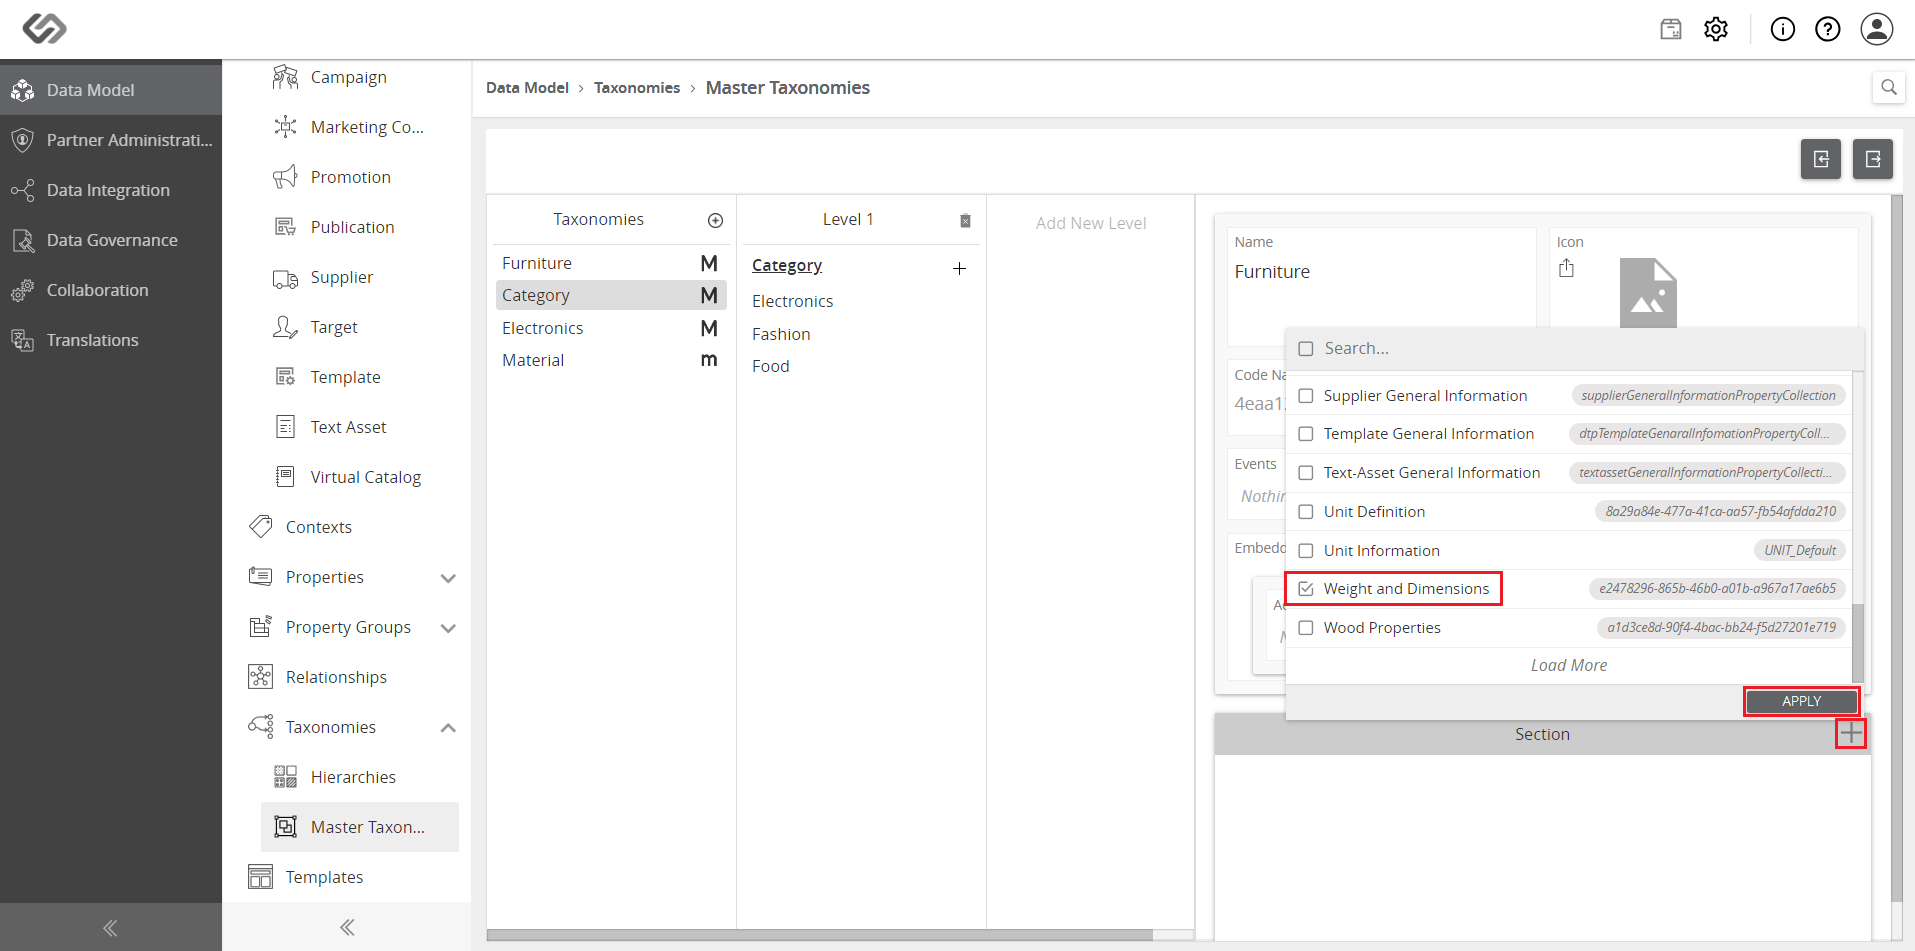 Data Model
Partner Administrati...
Data Integration
Data Governance
Collaboration
Translations
Campaign
Marketing Co...
Promotion
Publication
Supplier
Target
Template
Text Asset
Virtual Catalog
Contexts
Properties
Property Groups
Relationships
Taxonomies
Hierarchies
Master Taxon...
Templates
Data Model > Taxonomies > Master Taxonomies
Taxonomies
Furniture M
Category M
Electronics M
Material m
Level 1
Category
Electronics
Fashion
Food
Add New Level
Name
Furniture
Icon
Code Na
4eaa1
Events
Nothin
Embedd
Search...
Supplier General Information supplierGeneralInformationPropertyCollection
Template General Information dtpTemplateGenarallnfomationPropertyColl...
Text-Asset General Information textassetGeneralInformationPropertyCollecti...
Unit Definition 8a29a84e-477a-41ca-aa57-fb54afdda210
Unit Information UNIT_Default
Weight and Dimensions e2478296-865b-46b0-a01b-a967a17ae6b5
Wood Properties a1d3ce8d-90f4-4bac-bb24-f5d27201e719
Load More
APPLY
Section